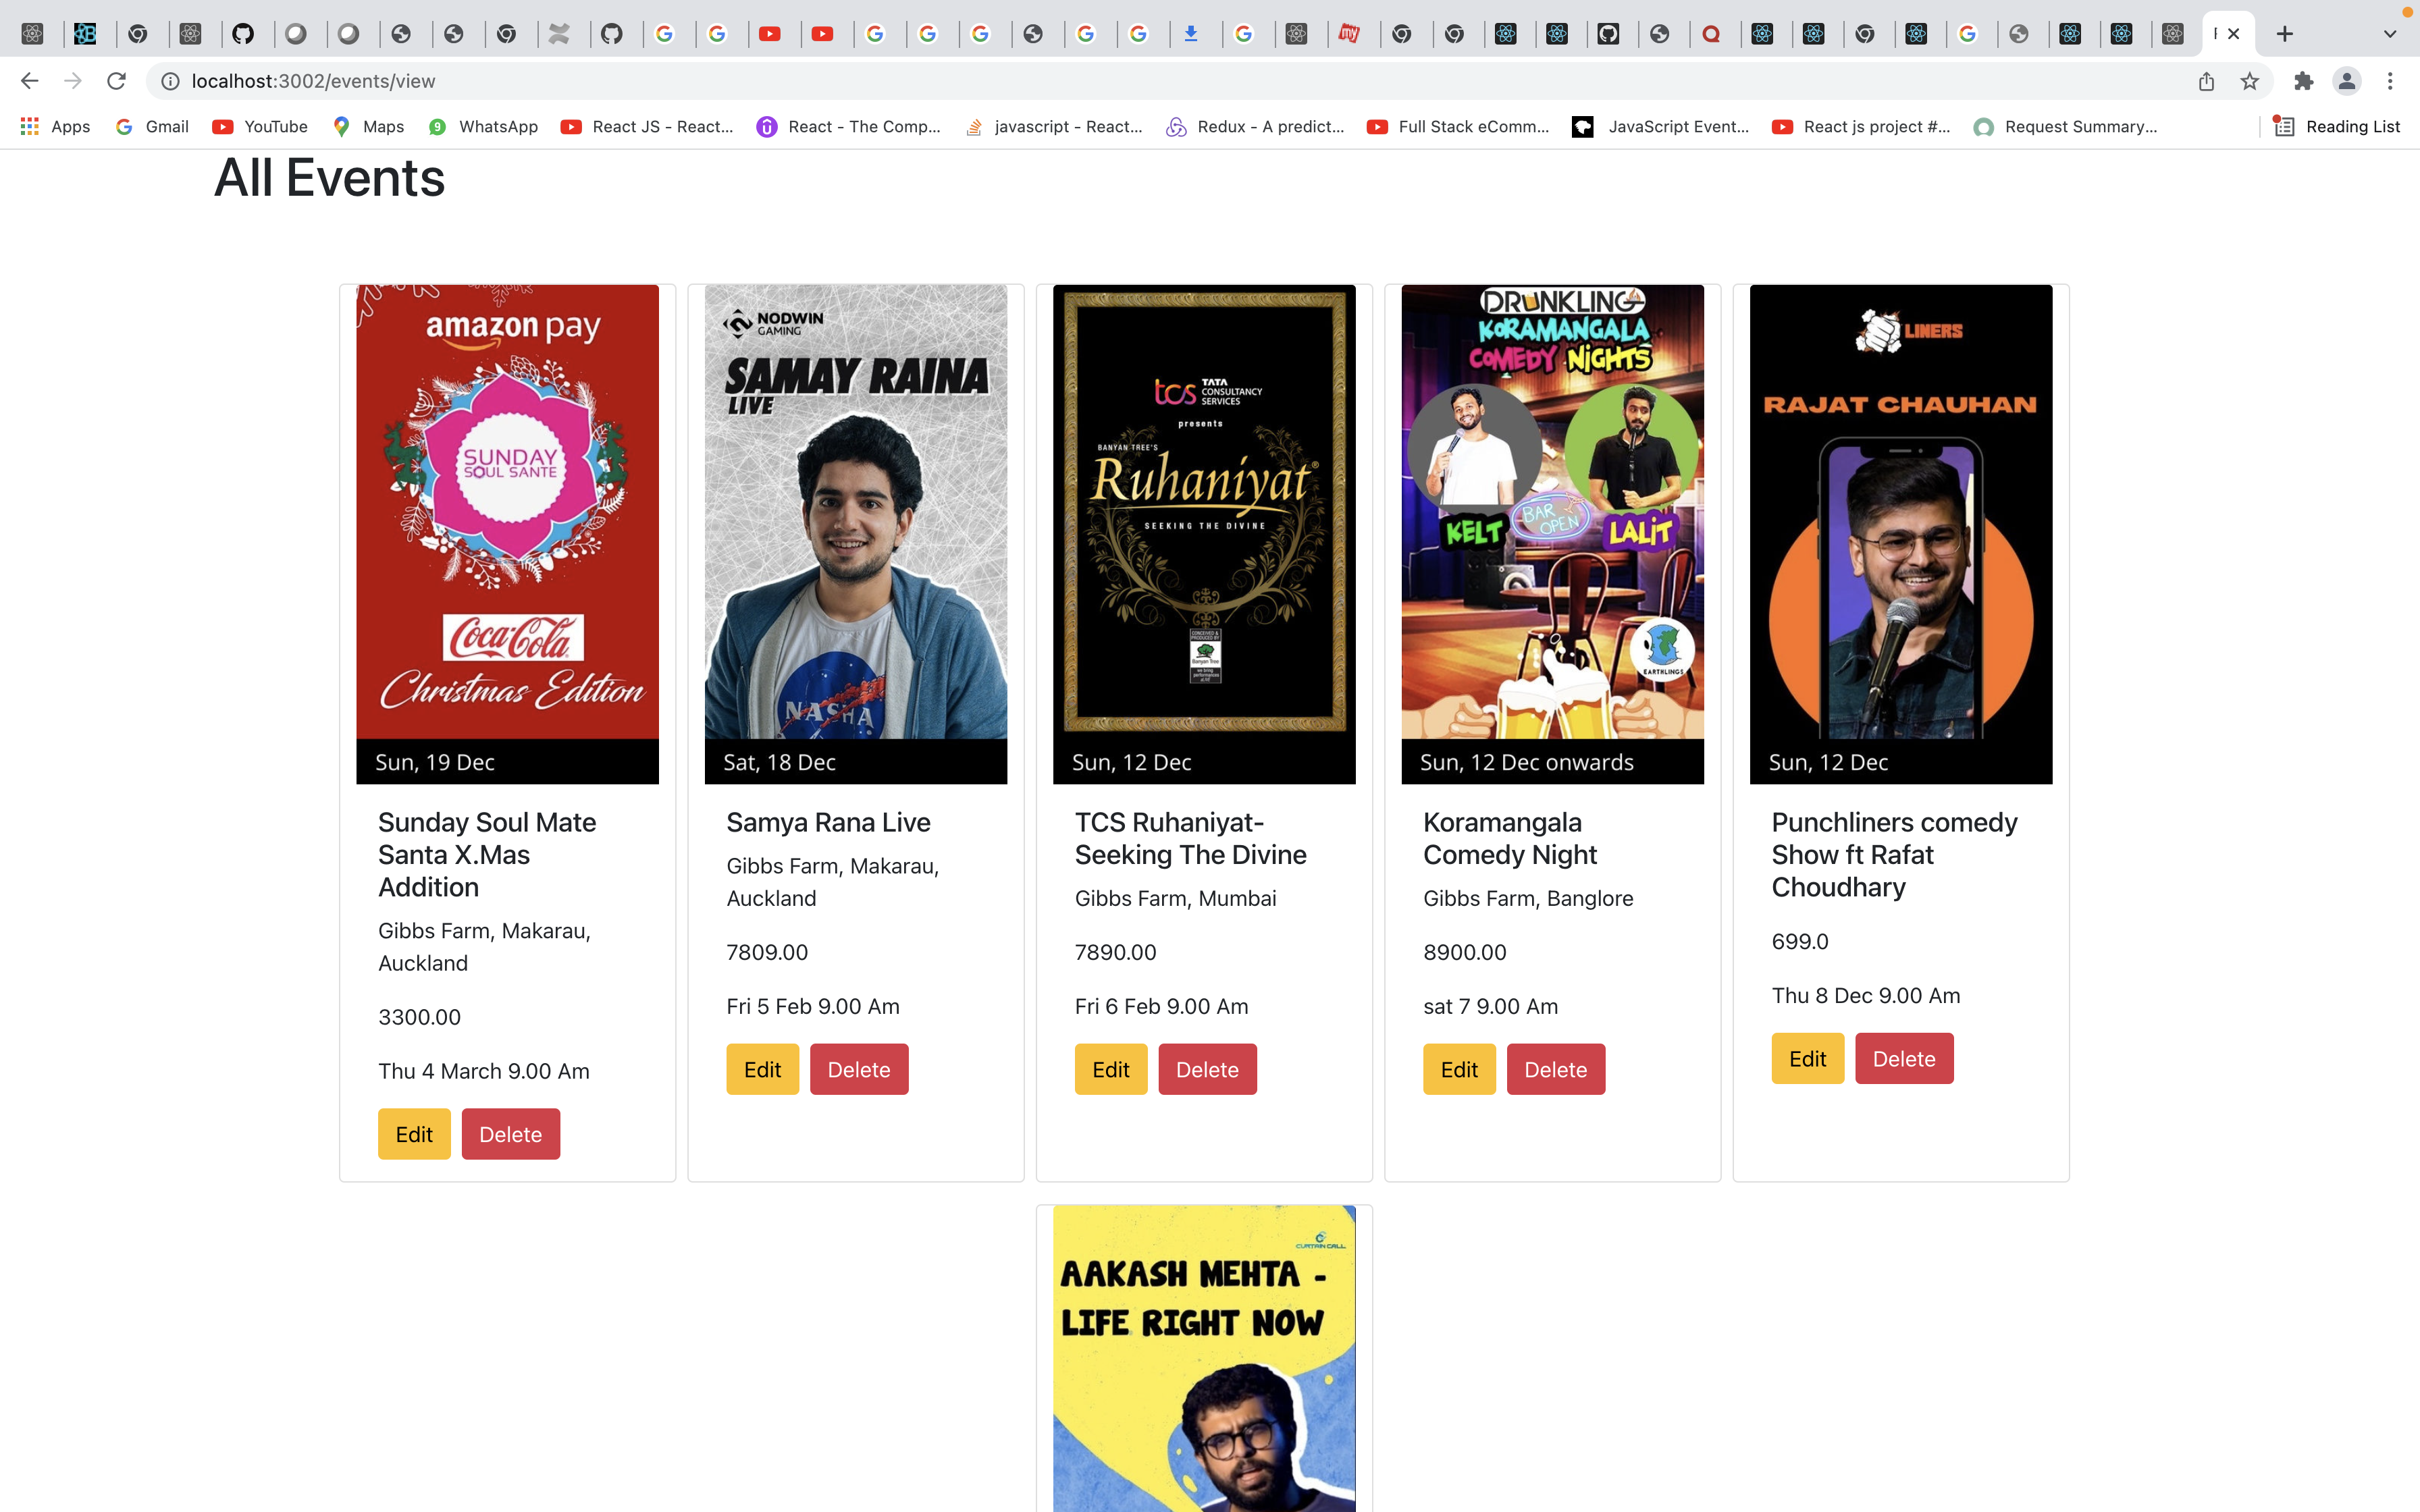 localhost:3002/events/view
Apps
Gmail
YouTube
Maps
WhatsApp
React JS - React...
React - The Comp...
javascript - React...
Redux - A predict...
Full Stack eComm...
JavaScript Event...
React js project #...
Request Summary...
Reading List
All Events
amazon pay
SUNDAY
SOUL SANTE
Coca-Cola
Christmas Edition
Sun, 19 Dec
Sunday Soul Mate
Santa X.Mas
Addition
Gibbs Farm, Makarau,
Auckland
3300.00
Thu 4 March 9.00 Am
Edit
Delete
NODWIN
GAMING
SAMAY RAINA
LIVE
NASHA
Sat, 18 Dec
Samya Rana Live
Gibbs Farm, Makarau,
Auckland
7809.00
Fri 5 Feb 9.00 Am
Edit
Delete
tcs TATA
CONSULTANCY
SERVICES
presents
BANYAN TREE'S
Ruhaniyat®
SEEKING THE DIVINE
CONCEIVED &
PRODUCED BY
Banyan Tree
Sun, 12 Dec
TCS Ruhaniyat-
Seeking The Divine
Gibbs Farm, Mumbai
7890.00
Fri 6 Feb 9.00 Am
Edit
Delete
DRUNKLING
KORAMANGALA
COMEDY NIGHTS
KELT
BAR
OPEN
LALIT
EARTHLINGS
Sun, 12 Dec onwards
Koramangala
Comedy Night
Gibbs Farm, Banglore
8900.00
sat 7 9.00 Am
Edit
Delete
LINERS
RAJAT CHAUHAN
Sun, 12 Dec
Punchliners comedy
Show ft Rafat
Choudhary
699.0
Thu 8 Dec 9.00 Am
Edit
Delete
CURTAIN CALL
AAKASH MEHTA -
LIFE RIGHT NOW